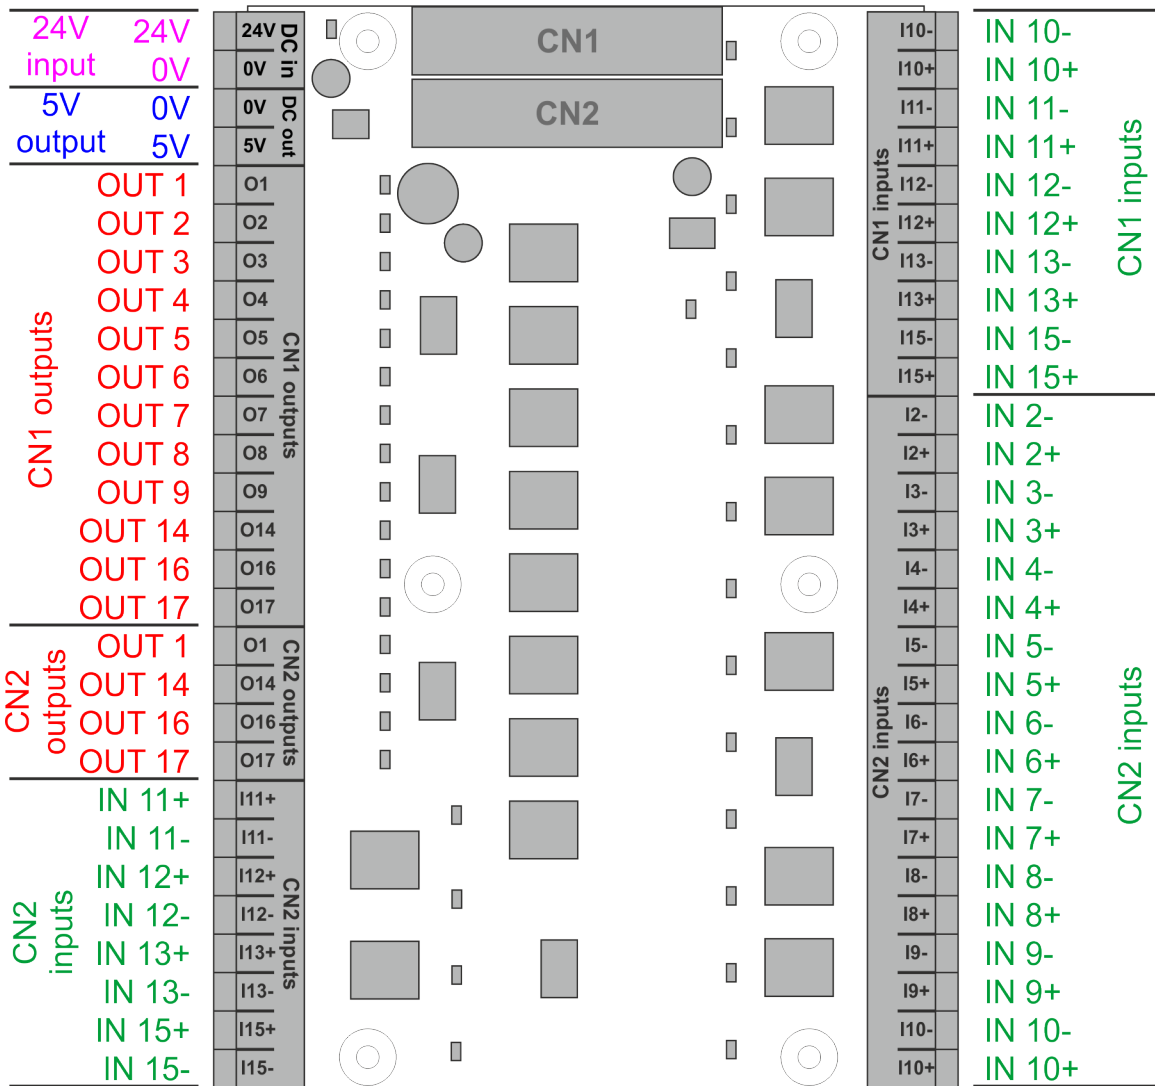 24V 24V 24V DC in CN1 I10- IN 10-
input 0V 0V I10+ IN 10+
5V 0V 0V DC out CN2 I11- IN 11-
output 5V 5V I11+ IN 11+
OUT 1 O1 I12- IN 12-
OUT 2 O2 I12+ IN 12+
OUT 3 O3 I13- IN 13-
OUT 4 O4 I13+ IN 13+
OUT 5 O5 I15- IN 15-
OUT 6 O6 I15+ IN 15+
CN1 outputs
CN1 outputs
CN1 inputs
CN1 inputs
OUT 7 O7 I2- IN 2-
OUT 8 O8 I2+ IN 2+
OUT 9 O9 I3- IN 3-
OUT 14 O14 I3+ IN 3+
OUT 16 O16 I4- IN 4-
OUT 17 O17 I4+ IN 4+
OUT 1 O1 I5- IN 5-
OUT 14 O14 I5+ IN 5+
OUT 16 O16 I6- IN 6-
OUT 17 O17 I6+ IN 6+
CN2
outputs
CN2 outputs
CN2 inputs
CN2 inputs
IN 11+ I11+ I7- IN 7-
IN 11- I11- I7+ IN 7+
IN 12+ I12+ I8- IN 8-
IN 12- I12- I8+ IN 8+
IN 13+ I13+ I9- IN 9-
IN 13- I13- I9+ IN 9+
IN 15+ I15+ I10- IN 10-
IN 15- I15- I10+ IN 10+
CN2
inputs
CN2 inputs